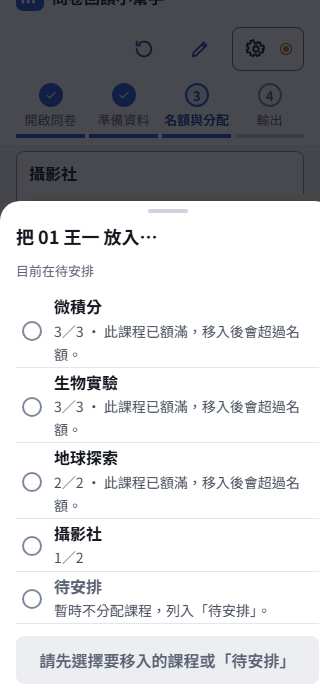 開啟問卷
準備資料
3
名額與分配
4
輸出
攝影社
把 01 王一 放入…
目前在待安排
微積分
3／3・此課程已額滿，移入後會超過名
額。
生物實驗
3／3・此課程已額滿，移入後會超過名
額。
地球探索
2／2・此課程已額滿，移入後會超過名
額。
攝影社
1／2
待安排
暫時不分配課程，列入「待安排」。
請先選擇要移入的課程或「待安排」